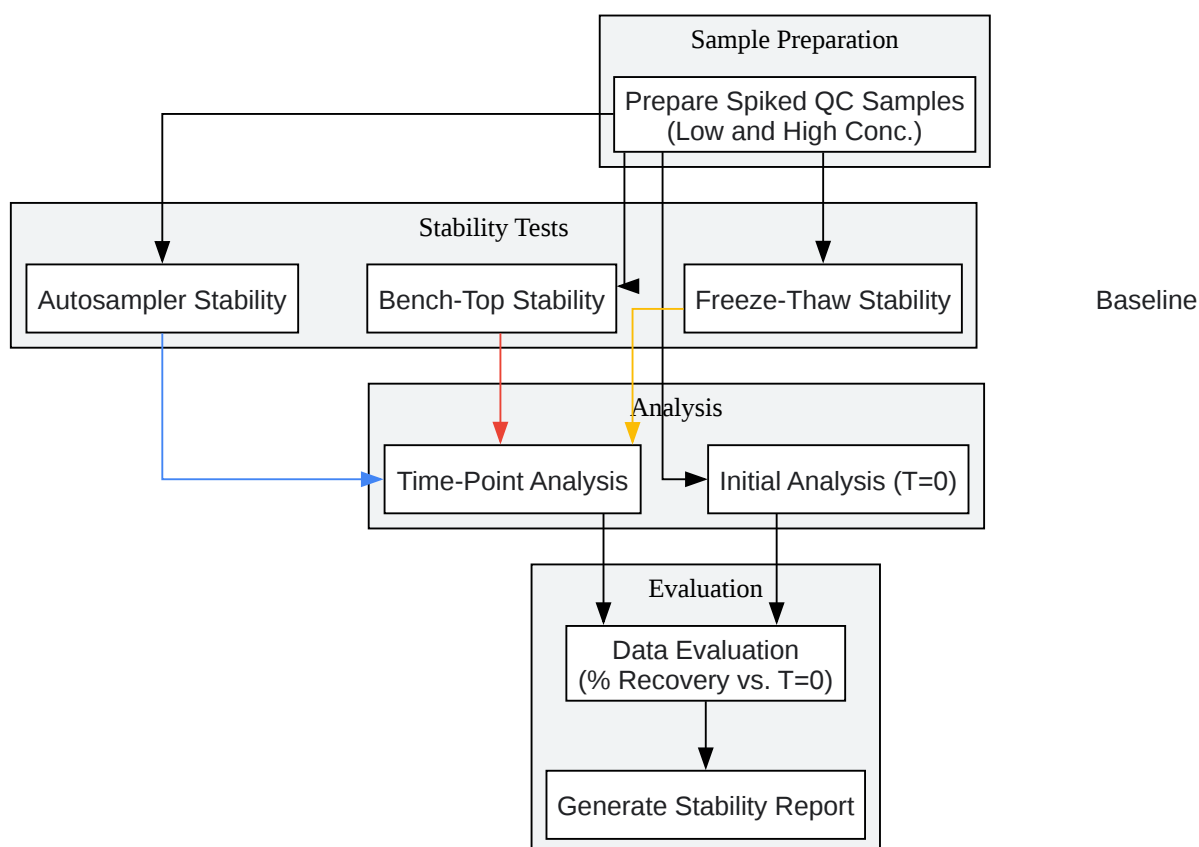 Sample Preparation
Prepare Spiked QC Samples
(Low and High Conc.)
Stability Tests
Autosampler Stability
Bench-Top Stability
Freeze-Thaw Stability
Baseline
Analysis
Time-Point Analysis
Initial Analysis (T=0)
Evaluation
Data Evaluation
(% Recovery vs. T=0)
Generate Stability Report